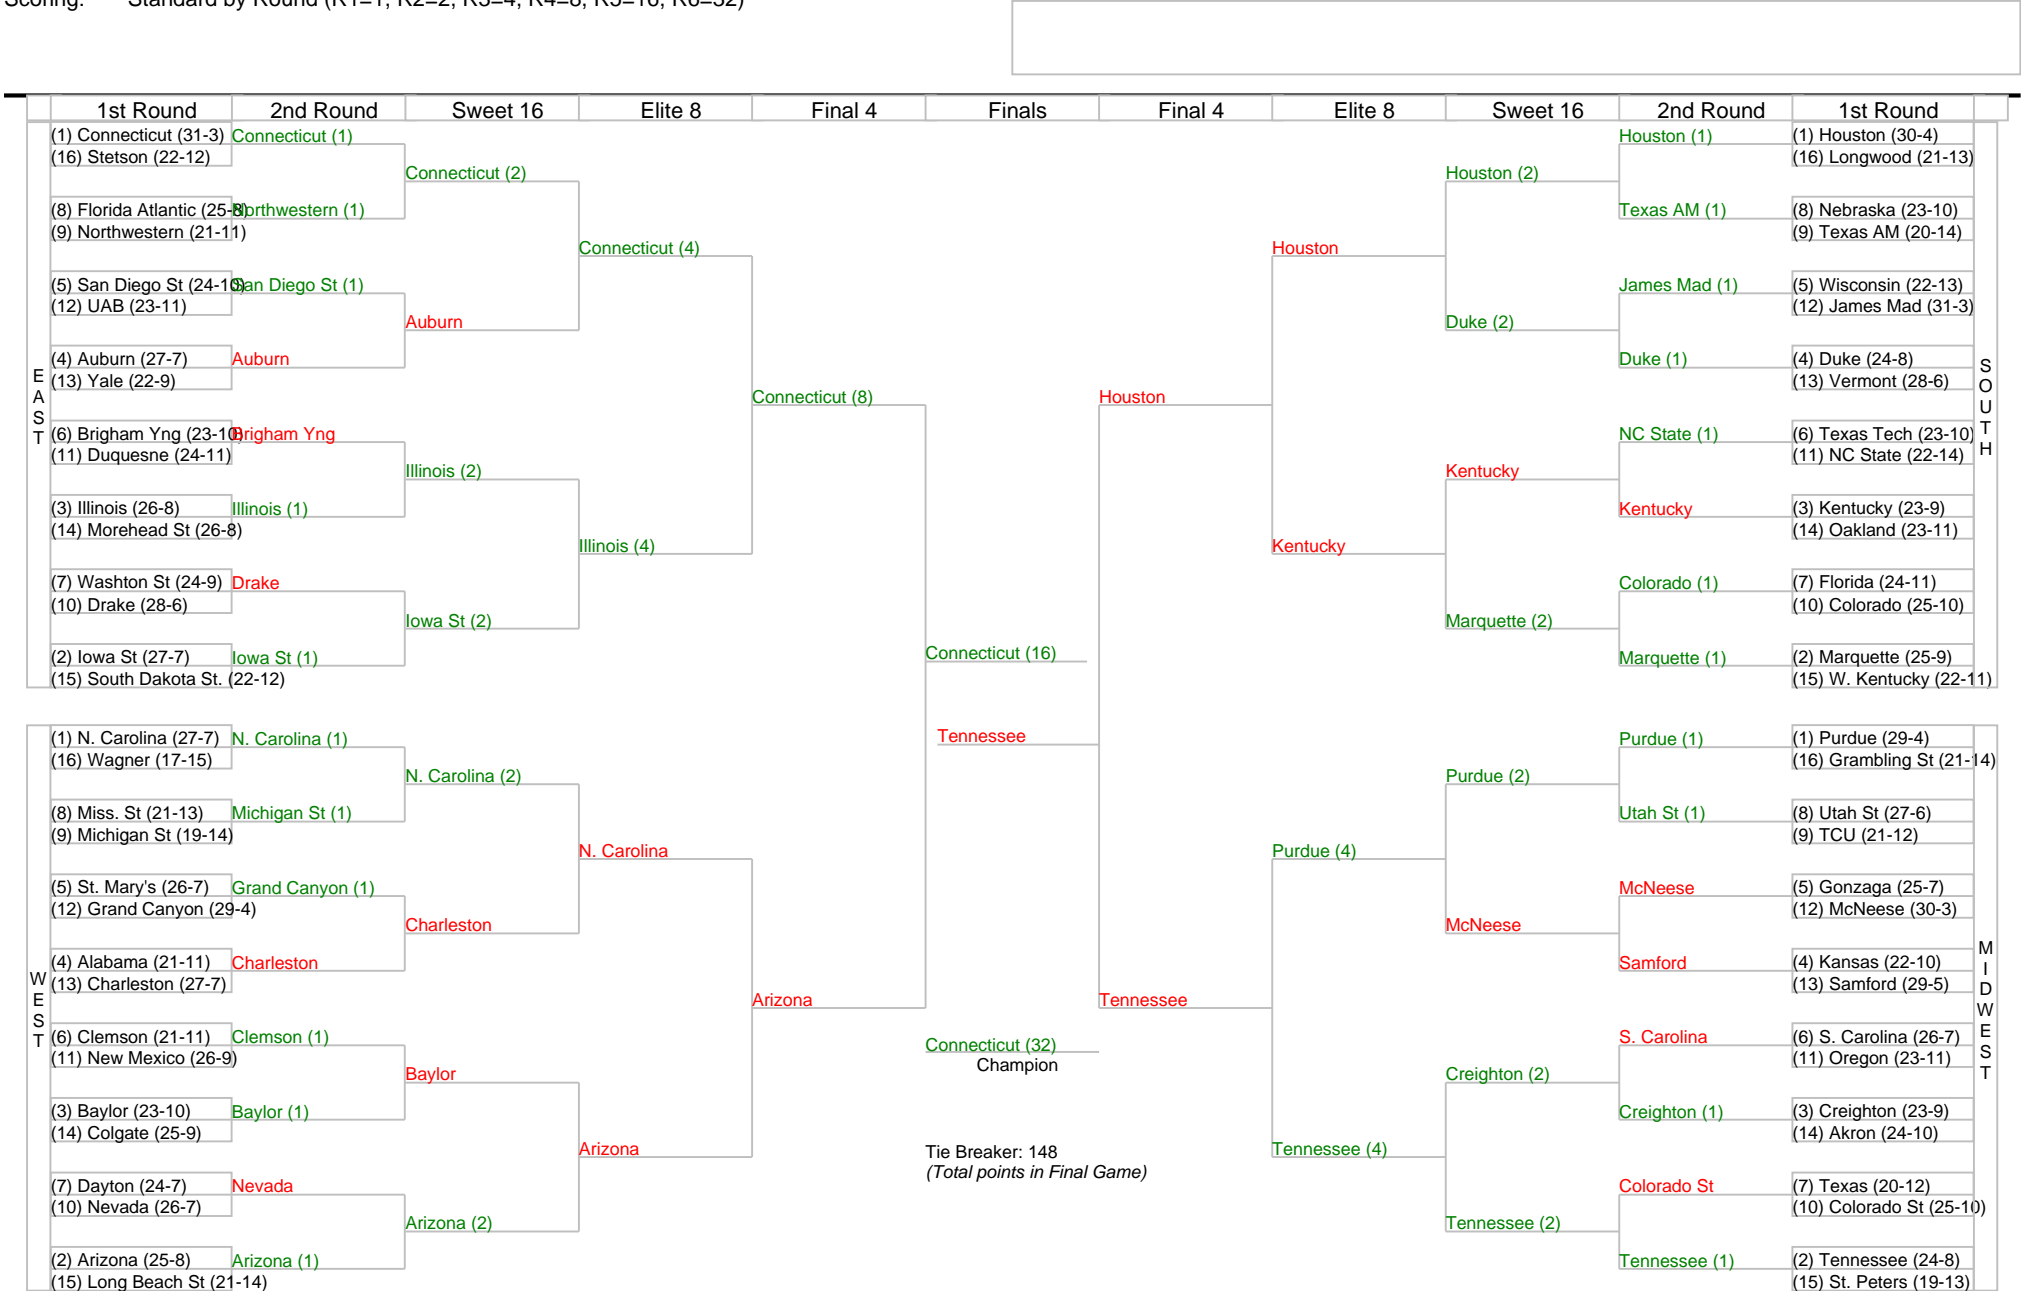 Scoring: Standard by Round (R1=1, R2=2, R3=4, R4=8, R5=16, R6=32)
1st Round 2nd Round Sweet 16 Elite 8 Final 4 Finals Final 4 Elite 8 Sweet 16 2nd Round 1st Round
EAST
(1) Connecticut (31-3)
(16) Stetson (22-12)
(8) Florida Atlantic (25-8)
(9) Northwestern (21-11)
(5) San Diego St (24-10)
(12) UAB (23-11)
(4) Auburn (27-7)
(13) Yale (22-9)
(6) Brigham Yng (23-10)
(11) Duquesne (24-11)
(3) Illinois (26-8)
(14) Morehead St (26-8)
(7) Washton St (24-9)
(10) Drake (28-6)
(2) Iowa St (27-7)
(15) South Dakota St. (22-12)
Connecticut (1)
Northwestern (1)
San Diego St (1)
Auburn
Brigham Yng
Illinois (1)
Drake
Iowa St (1)
Connecticut (2)
Auburn
Illinois (2)
Iowa St (2)
Connecticut (4)
Illinois (4)
Connecticut (8)
WEST
(1) N. Carolina (27-7)
(16) Wagner (17-15)
(8) Miss. St (21-13)
(9) Michigan St (19-14)
(5) St. Mary's (26-7)
(12) Grand Canyon (29-4)
(4) Alabama (21-11)
(13) Charleston (27-7)
(6) Clemson (21-11)
(11) New Mexico (26-9)
(3) Baylor (23-10)
(14) Colgate (25-9)
(7) Dayton (24-7)
(10) Nevada (26-7)
(2) Arizona (25-8)
(15) Long Beach St (21-14)
N. Carolina (1)
Michigan St (1)
Grand Canyon (1)
Charleston
Clemson (1)
Baylor (1)
Nevada
Arizona (1)
N. Carolina (2)
Charleston
Baylor
Arizona (2)
N. Carolina
Arizona
Arizona
Connecticut (16)
Tennessee
Connecticut (32)
Champion
Tie Breaker: 148
(Total points in Final Game)
Houston
Houston
Kentucky
Houston (2)
Duke (2)
Kentucky
Marquette (2)
Houston (1)
Texas AM (1)
James Mad (1)
Duke (1)
NC State (1)
Kentucky
Colorado (1)
Marquette (1)
(1) Houston (30-4)
(16) Longwood (21-13)
(8) Nebraska (23-10)
(9) Texas AM (20-14)
(5) Wisconsin (22-13)
(12) James Mad (31-3)
(4) Duke (24-8)
(13) Vermont (28-6)
(6) Texas Tech (23-10)
(11) NC State (22-14)
(3) Kentucky (23-9)
(14) Oakland (23-11)
(7) Florida (24-11)
(10) Colorado (25-10)
(2) Marquette (25-9)
(15) W. Kentucky (22-11)
SOUTH
Tennessee
Purdue (4)
Tennessee (4)
Purdue (2)
McNeese
Creighton (2)
Tennessee (2)
Purdue (1)
Utah St (1)
McNeese
Samford
S. Carolina
Creighton (1)
Colorado St
Tennessee (1)
(1) Purdue (29-4)
(16) Grambling St (21-14)
(8) Utah St (27-6)
(9) TCU (21-12)
(5) Gonzaga (25-7)
(12) McNeese (30-3)
(4) Kansas (22-10)
(13) Samford (29-5)
(6) S. Carolina (26-7)
(11) Oregon (23-11)
(3) Creighton (23-9)
(14) Akron (24-10)
(7) Texas (20-12)
(10) Colorado St (25-10)
(2) Tennessee (24-8)
(15) St. Peters (19-13)
MIDWEST